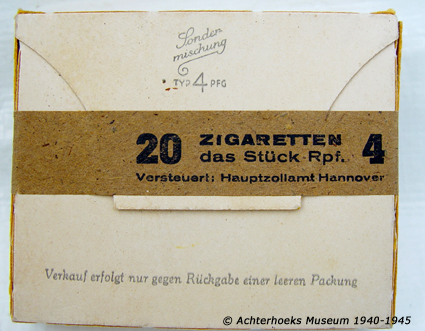 Sonder
mischung
TYP 4 PFG
20 ZIGARETTEN 4
das Stück Rpf.
Versteuert: Hauptzollamt Hannover
Verkauf erfolgt nur gegen Rückgabe einer leeren Packung
© Achterhoeks Museum 1940-1945